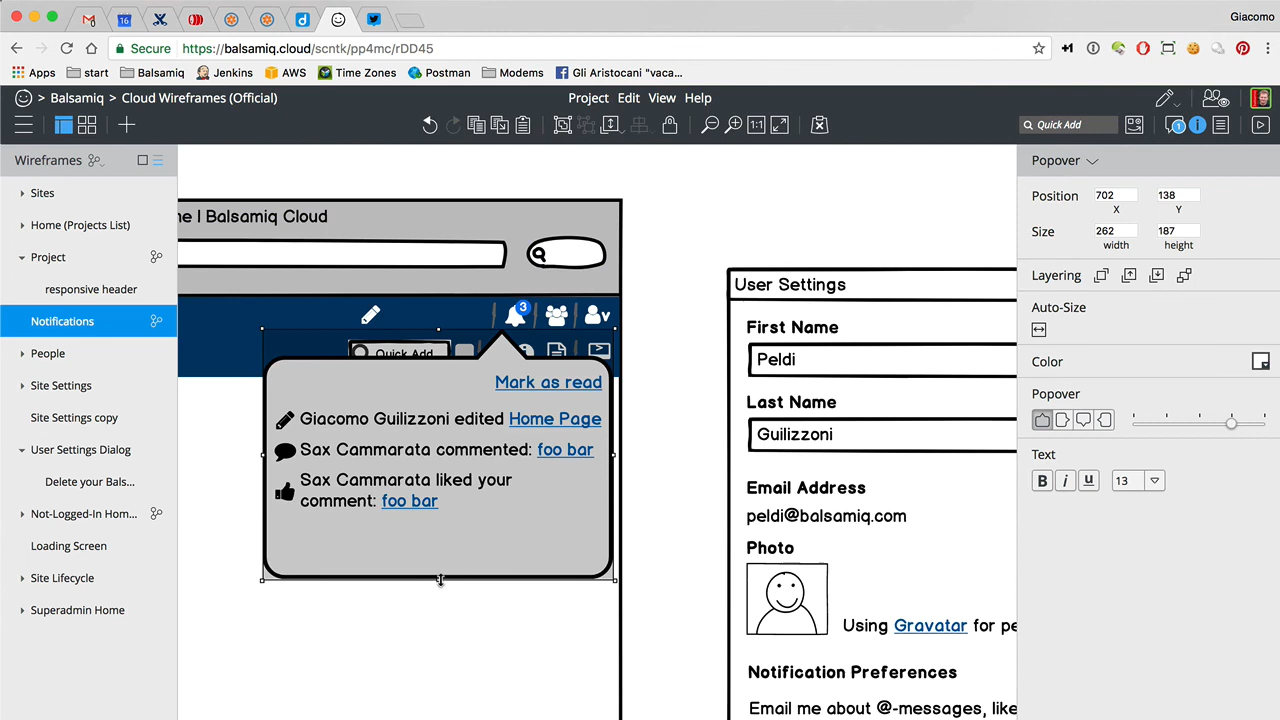 Giacomo
16
Secure
https://balsamiq.cloud/scntk/pp4mc/rDD45
+1
Apps
start
Balsamiq
Jenkins
AWS
Time Zones
Postman
Modems
Gli Aristocani "vaca...
Balsamiq
Cloud Wireframes (Official)
Project
Edit
View
Help
1:1
Quick Add
1
Wireframes
Sites
Home (Projects List)
Project
responsive header
Notifications
People
Site Settings
Site Settings copy
User Settings Dialog
Delete your Bals...
Not-Logged-In Hom...
Loading Screen
Site Lifecycle
Superadmin Home
ne | Balsamiq Cloud
3
Quick Add
Mark as read
Giacomo Guilizzoni edited Home Page
Sax Cammarata commented: foo bar
Sax Cammarata liked your
comment: foo bar
User Settings
First Name
Peldi
Last Name
Guilizzoni
Email Address
peldi@balsamiq.com
Photo
Using Gravatar for pe
Notification Preferences
Email me about @-messages, like
Popover
Position
702
138
X
Y
Size
262
187
width
height
Layering
Auto-Size
Color
Popover
Text
B
i
u
13